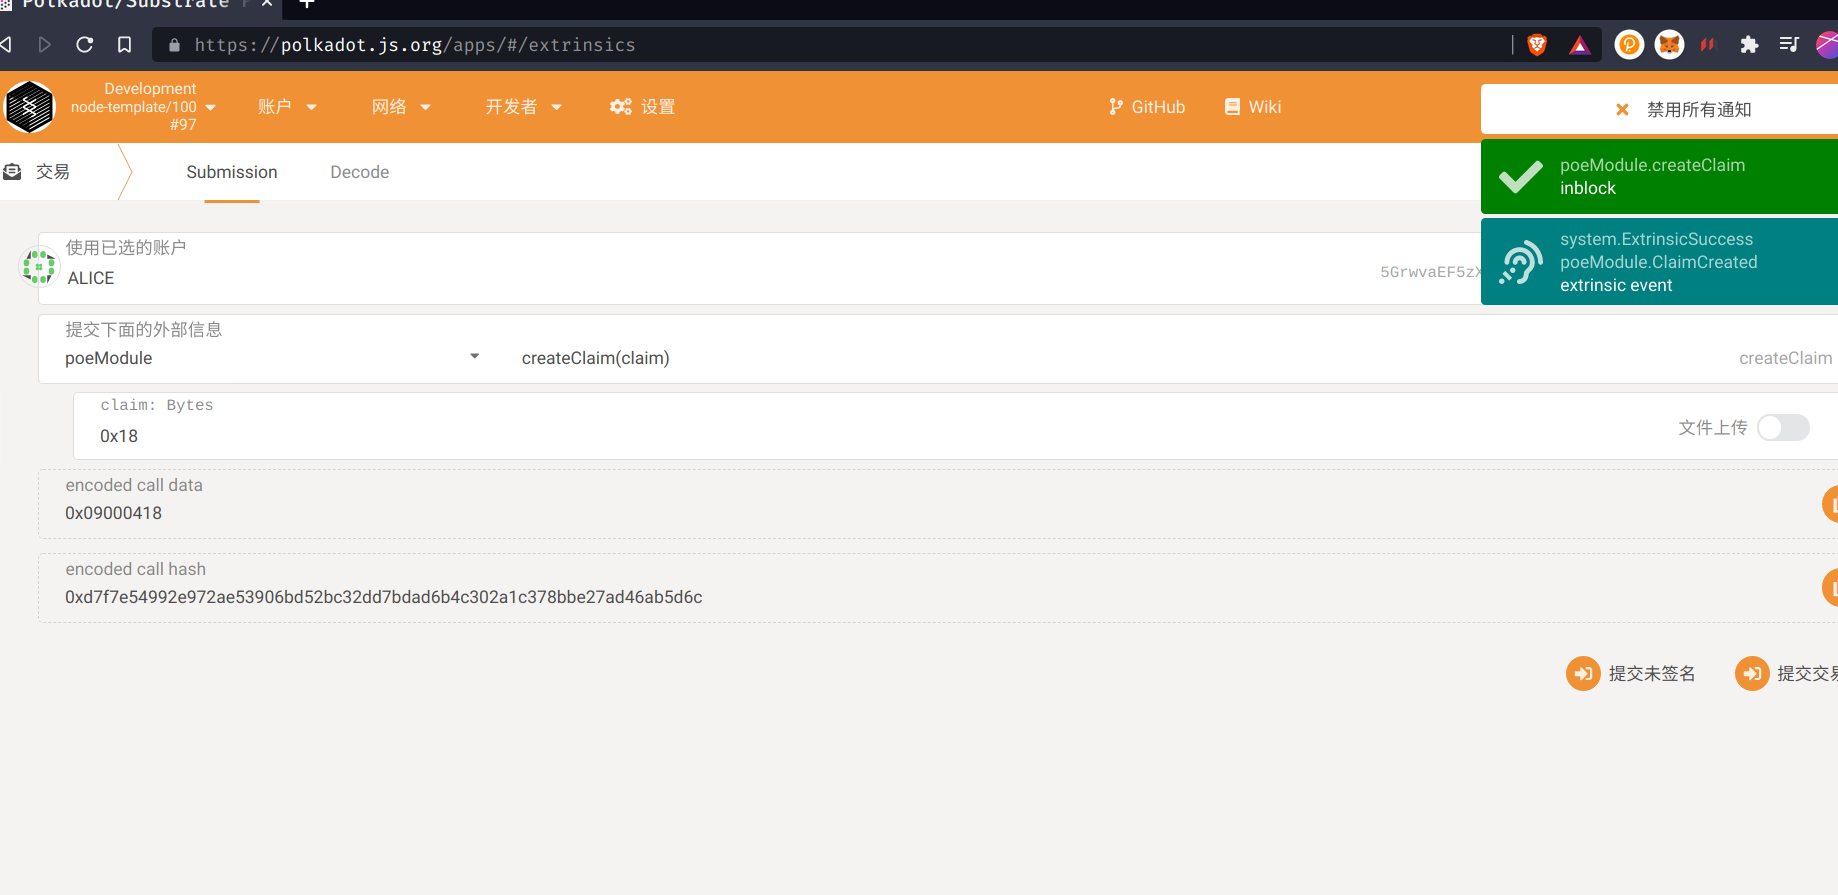 Polkadot/Substrate P
https://polkadot.js.org/apps/#/extrinsics
Development
node-template/100
#97
账户
网络
开发者
设置
GitHub
Wiki
禁用所有通知
poeModule.createClaim
inblock
system.ExtrinsicSuccess
poeModule.ClaimCreated
extrinsic event
交易
Submission
Decode
使用已选的账户
ALICE
5GrwvaEF5zX
提交下面的外部信息
poeModule
createClaim(claim)
createClaim
claim: Bytes
0x18
文件上传
encoded call data
0x09000418
encoded call hash
0xd7f7e54992e972ae53906bd52bc32dd7bdad6b4c302a1c378bbe27ad46ab5d6c
提交未签名
提交交易